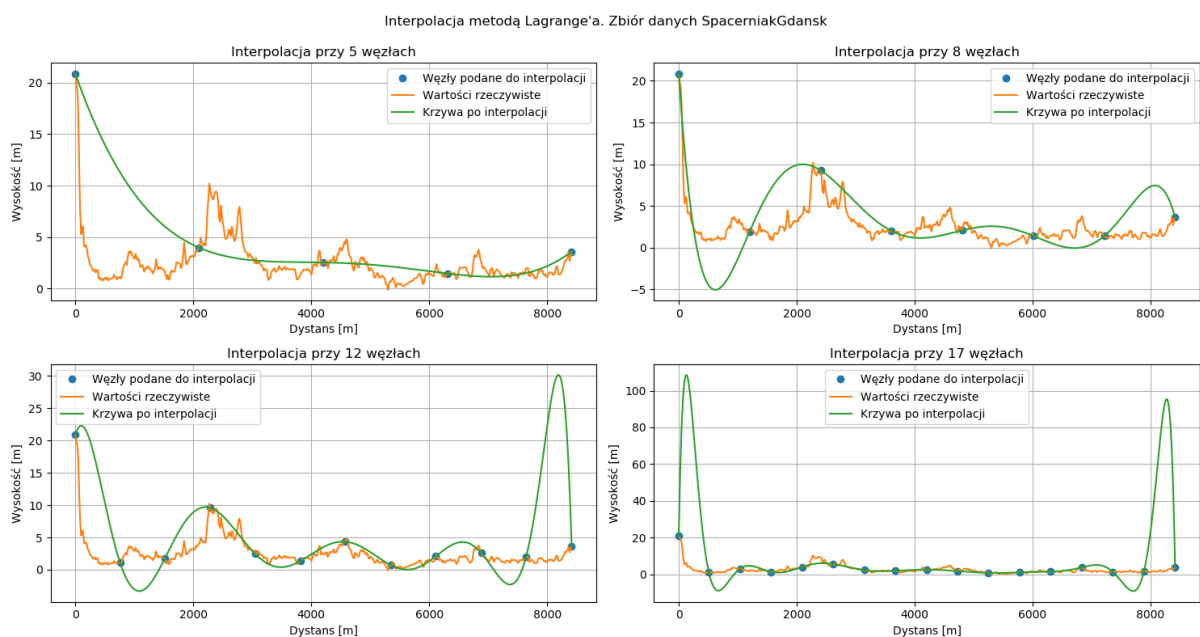 Interpolacja metodą Lagrange'a. Zbiór danych SpacerniakGdansk
Interpolacja przy 5 węzłach
Węzły podane do interpolacji
Wartości rzeczywiste
Krzywa po interpolacji
Wysokość [m]
20
15
10
5
0
0 2000 4000 6000 8000
Dystans [m]
Interpolacja przy 8 węzłach
Węzły podane do interpolacji
Wartości rzeczywiste
Krzywa po interpolacji
Wysokość [m]
20
15
10
5
0
−5
0 2000 4000 6000 8000
Dystans [m]
Interpolacja przy 12 węzłach
Węzły podane do interpolacji
Wartości rzeczywiste
Krzywa po interpolacji
Wysokość [m]
30
25
20
15
10
5
0
0 2000 4000 6000 8000
Dystans [m]
Interpolacja przy 17 węzłach
Węzły podane do interpolacji
Wartości rzeczywiste
Krzywa po interpolacji
Wysokość [m]
100
80
60
40
20
0
0 2000 4000 6000 8000
Dystans [m]